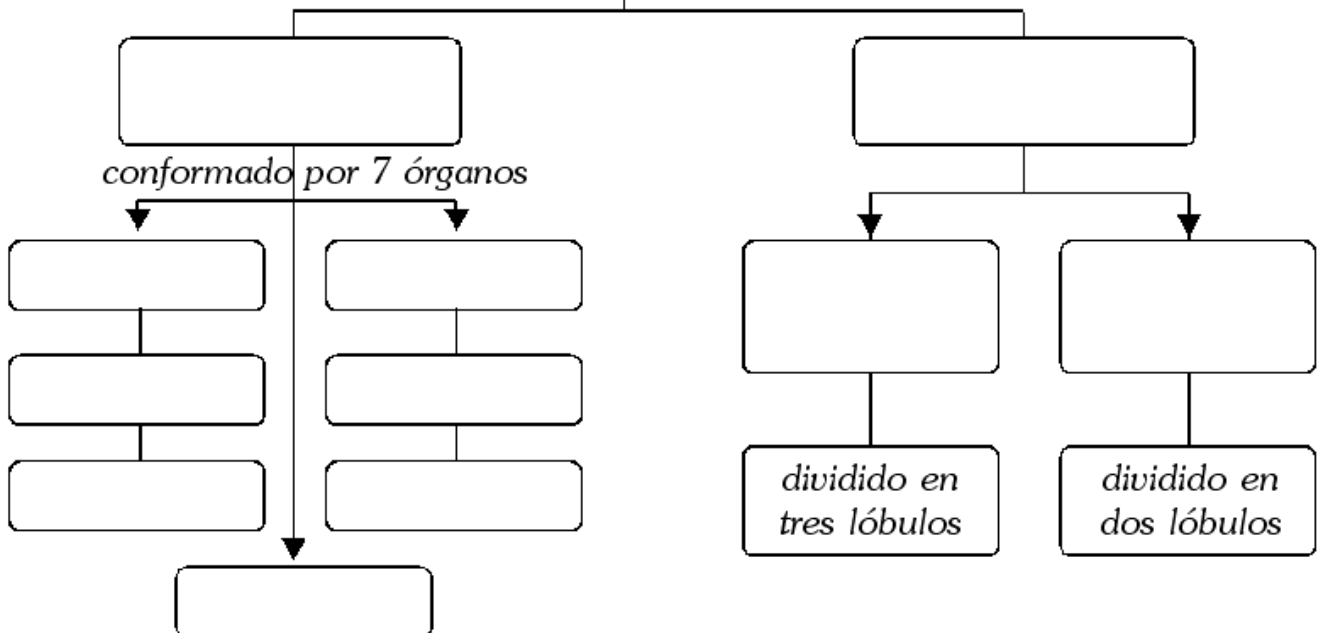 conformado por 7 órganos
dividido en
tres lóbulos
dividido en
dos lóbulos